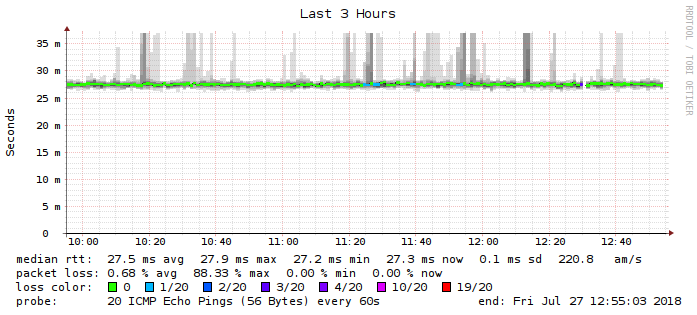 Last 3 Hours
RRDTOOL / TOBI OETIKER
Seconds
35 m
30 m
25 m
20 m
15 m
10 m
5 m
0
10:00 10:20 10:40 11:00 11:20 11:40 12:00 12:20 12:40
median rtt: 27.5 ms avg 27.9 ms max 27.2 ms min 27.3 ms now 0.1 ms sd 220.8 am/s
packet loss: 0.68 % avg 88.33 % max 0.00 % min 0.00 % now
loss color: 0 1/20 2/20 3/20 4/20 10/20 19/20
probe: 20 ICMP Echo Pings (56 Bytes) every 60s end: Fri Jul 27 12:55:03 2018